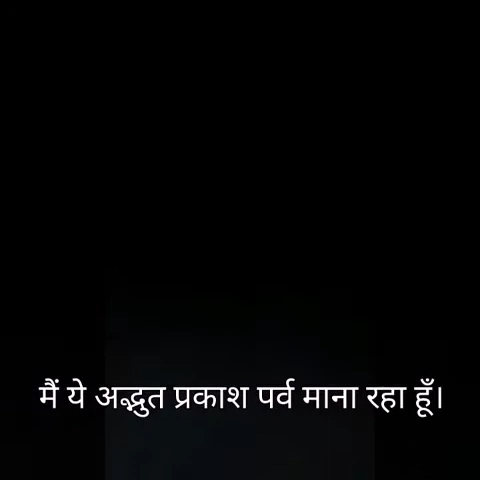 मैं ये अद्भुत प्रकाश पर्व माना रहा हूँ।